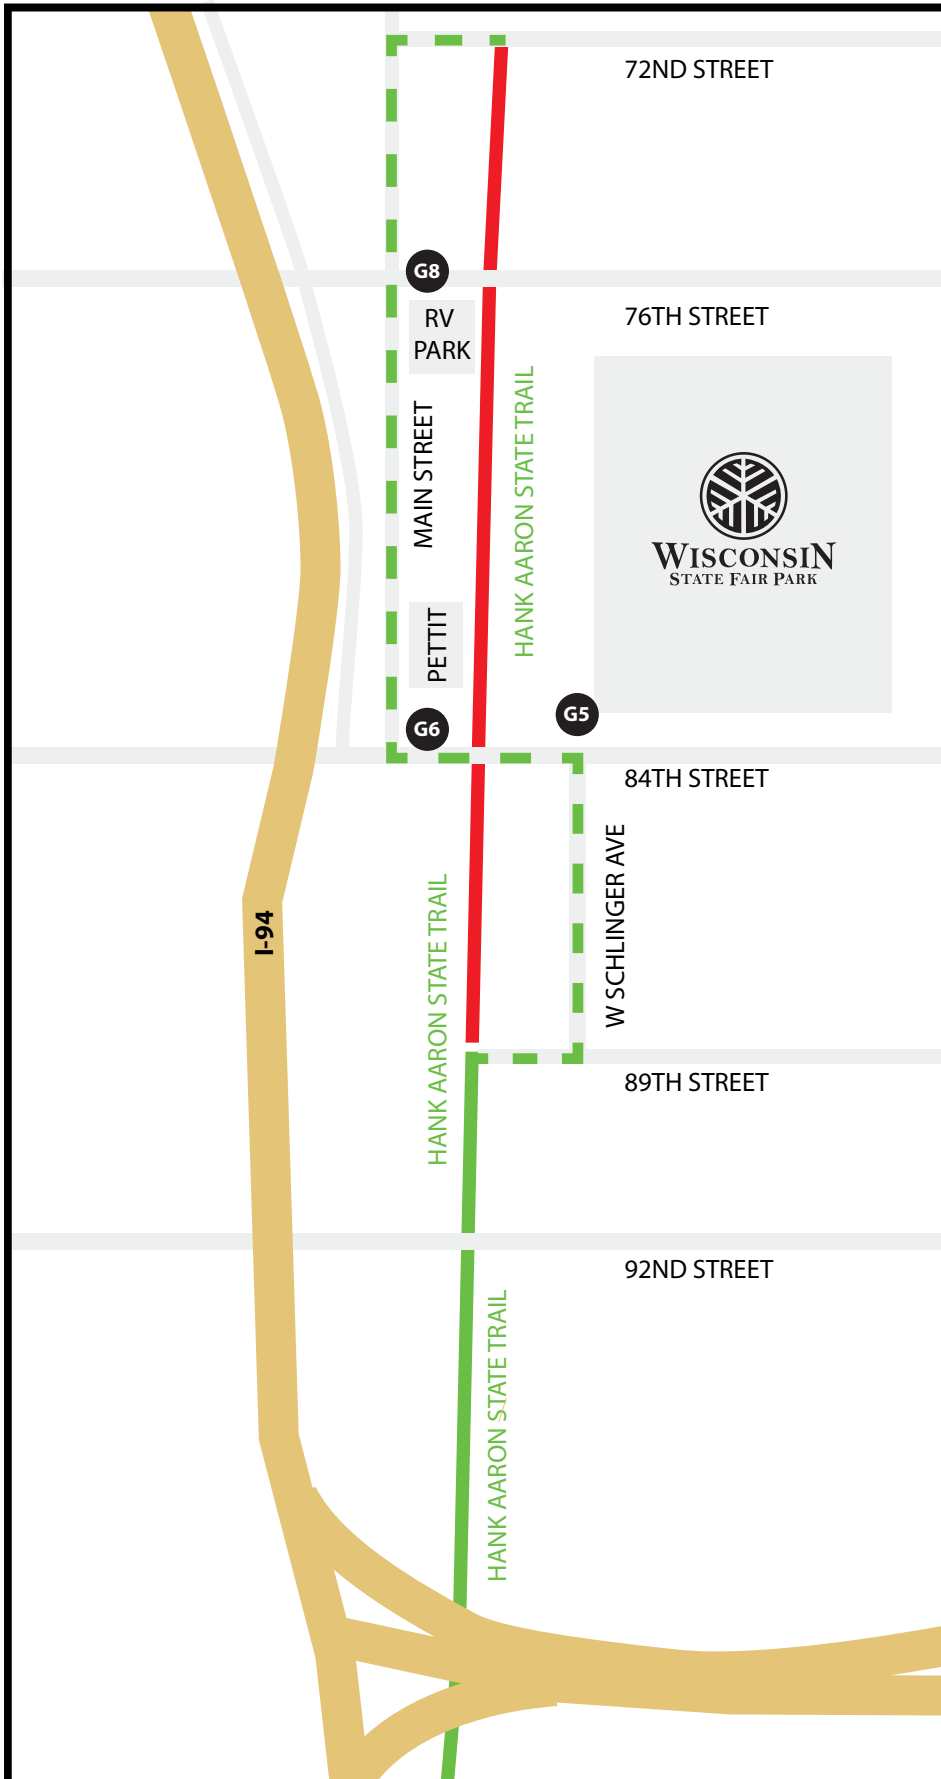 72ND STREET
G8
76TH STREET
RV
PARK
MAIN STREET
HANK AARON STATE TRAIL
WISCONSIN
STATE FAIR PARK
PETTIT
G6
G5
84TH STREET
W SCHLINGER AVE
HANK AARON STATE TRAIL
I-94
89TH STREET
92ND STREET
HANK AARON STATE TRAIL